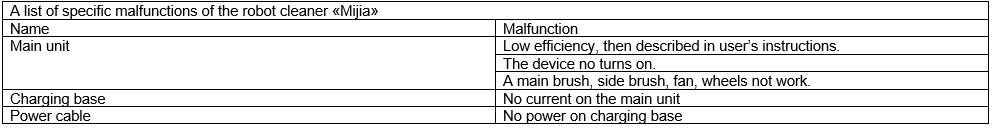 A list of specific malfunctions of the robot cleaner «Mijia»
Name Malfunction
Main unit Low efficiency, then described in user's instructions.
The device no turns on.
A main brush, side brush, fan, wheels not work.
Charging base No current on the main unit
Power cable No power on charging base